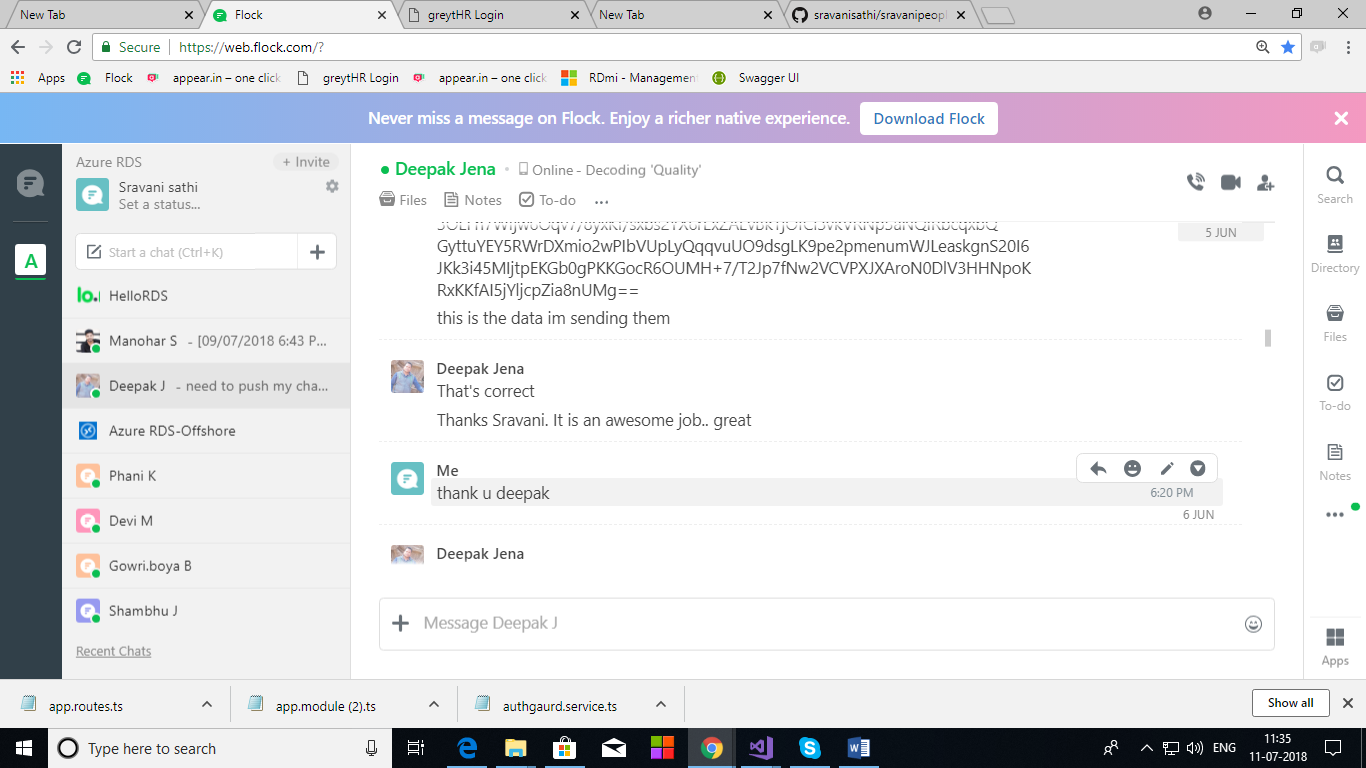 New Tab
Flock
greytHR Login
New Tab
sravanisathi/sravanipeopl
Secure
https://web.flock.com/?
Apps
Flock
appear.in – one click
greytHR Login
appear.in – one click
RDmi - Management
Swagger UI
Never miss a message on Flock. Enjoy a richer native experience.
Download Flock
Azure RDS
+ Invite
Sravani sathi
Set a status...
Start a chat (Ctrl+K)
lo.
HelloRDS
Manohar S - [09/07/2018 6:43 P...
Deepak J - need to push my cha...
Azure RDS-Offshore
Phani K
Devi M
Gowri.boya B
Shambhu J
Recent Chats
A
Deepak Jena
Online - Decoding 'Quality'
Files
Notes
To-do
...
5 JUN
GyttuYEY5RWrDXmio2wPIbVUpLyQqqvuUO9dsgLK9pe2pmenumWJLeaskgnS20I6
JKk3i45MIjtpEKGb0gPKKGocR6OUMH+7/T2Jp7fNw2VCVPXJXAroN0DlV3HHNpoK
RxKKfAI5jYljcpZia8nUMg==
this is the data im sending them
Deepak Jena
That's correct
Thanks Sravani. It is an awesome job.. great
Me
thank u deepak
6:20 PM
6 JUN
Deepak Jena
Message Deepak J
Search
Directory
Files
To-do
Notes
Apps
app.routes.ts
app.module (2).ts
authgaurd.service.ts
Show all
Type here to search
ENG
11:35
11-07-2018